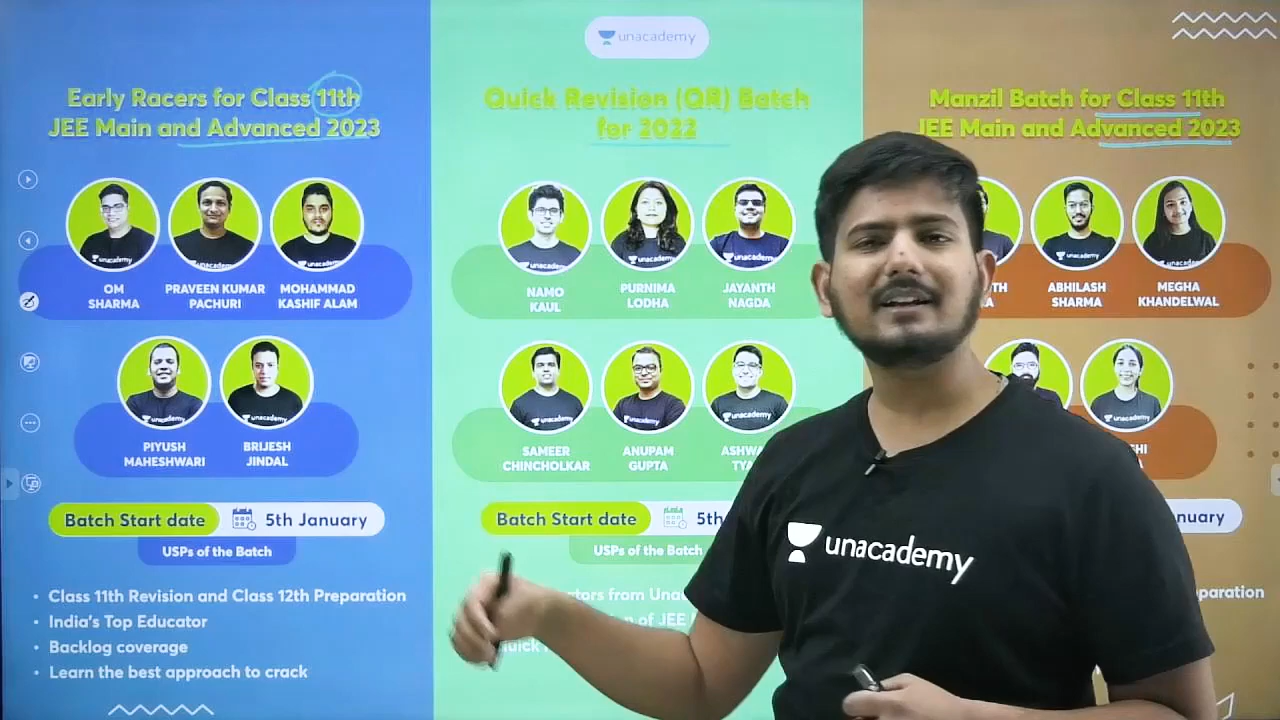 unacademy
Early Racers for Class 11th
JEE Main and Advanced 2023
OM
SHARMA
PRAVEEN KUMAR
PACHURI
MOHAMMAD
KASHIF ALAM
PIYUSH
MAHESHWARI
BRIJESH
JINDAL
Batch Start date
5th January
USPs of the Batch
• Class 11th Revision and Class 12th Preparation
• India's Top Educator
• Backlog coverage
• Learn the best approach to crack
Quick Revision (QR) Batch
for 2022
NAMO
KAUL
PURNIMA
LODHA
JAYANTH
NAGDA
SAMEER
CHINCHOLKAR
ANUPAM
GUPTA
Batch Start date
5th
USPs of the Batch
of JEE
Manzil Batch for Class 11th
JEE Main and Advanced 2023
ABHILASH
SHARMA
MEGHA
KHANDELWAL
unacademy